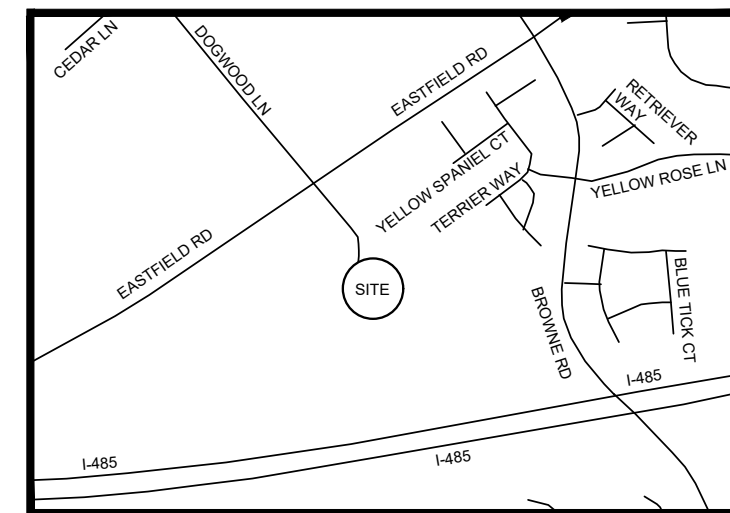 CEDAR LN
DOGWOOD LN
EASTFIELD RD
RETRIEVER
WAY
YELLOW SPANIEL CT
TERRIER WAY
YELLOW ROSE LN
EASTFIELD RD
SITE
BROWNE RD
BLUE TICK CT
I-485
I-485
I-485